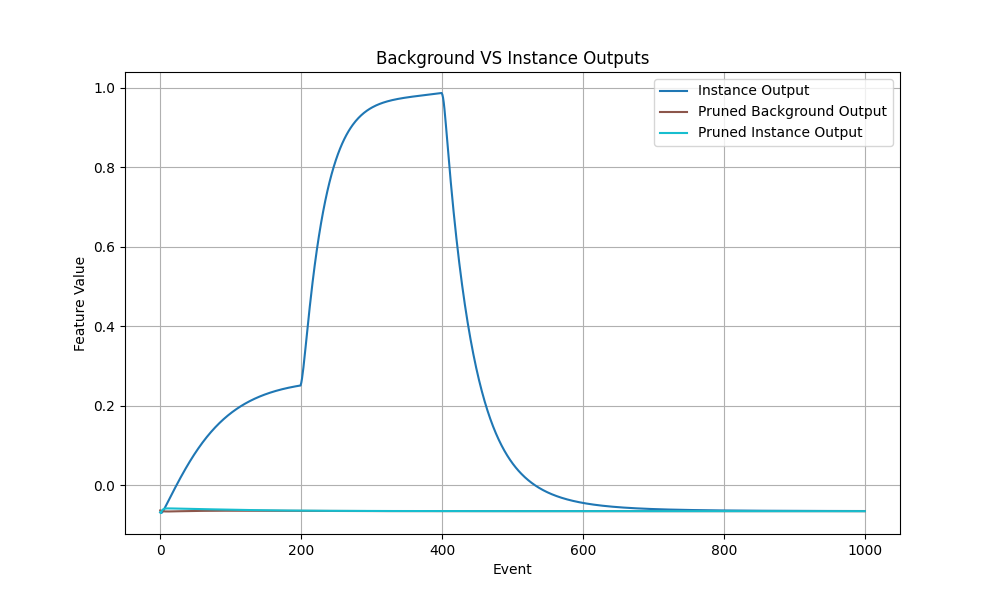 Background VS Instance Outputs
Instance Output
Pruned Background Output
Pruned Instance Output
Feature Value
1.0
0.8
0.6
0.4
0.2
0.0
0 200 400 600 800 1000
Event